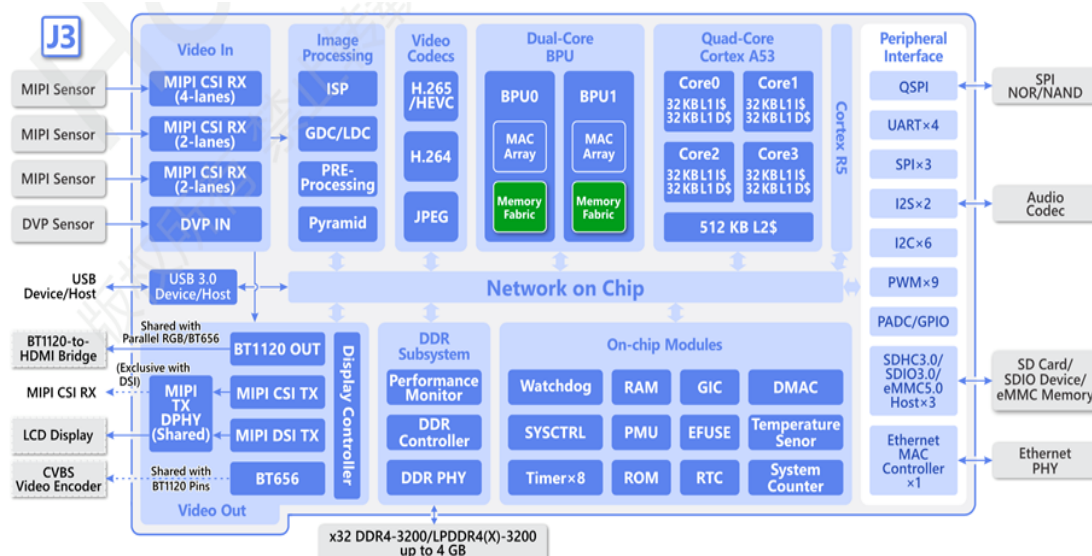 J3
Video In
MIPI Sensor
MIPI CSI RX
(4-lanes)
MIPI Sensor
MIPI CSI RX
(2-lanes)
MIPI Sensor
MIPI CSI RX
(2-lanes)
DVP Sensor
DVP IN
Image
Processing
ISP
GDC/LDC
PRE-
Processing
Pyramid
Video
Codecs
H.265
/HEVC
H.264
JPEG
Dual-Core
BPU
BPU0
MAC
Array
Memory
Fabric
BPU1
MAC
Array
Memory
Fabric
Quad-Core
Cortex A53
Core0
32 KB L1 I$
32 KB L1 D$
Core1
32 KB L1 I$
32 KB L1 D$
Core2
32 KB L1 I$
32 KB L1 D$
Core3
32 KB L1 I$
32 KB L1 D$
512 KB L2$
Cortex R5
Peripheral
Interface
QSPI
UART×4
SPI×3
I2S×2
I2C×6
PWM×9
PADC/GPIO
SDHC3.0/
SDIO3.0/
eMMC5.0
Host×3
Ethernet
MAC
Controller
×1
SPI
NOR/NAND
Audio
Codec
SD Card/
SDIO Device/
eMMC Memory
Ethernet
PHY
USB
Device/Host
USB 3.0
Device/Host
Network on Chip
BT1120-to-
HDMI Bridge
Shared with
Parallel RGB/BT656
BT1120 OUT
MIPI CSI RX
(Exclusive with
DSI)
MIPI
TX
DPHY
(Shared)
MIPI CSI TX
LCD Display
MIPI DSI TX
CVBS
Video Encoder
Shared with
BT1120 Pins
BT656
Display Controller
Video Out
DDR
Subsystem
Performance
Monitor
DDR
Controller
DDR PHY
On-chip Modules
Watchdog
RAM
GIC
DMAC
SYSCTRL
PMU
EFUSE
Temperature
Senor
Timer×8
ROM
RTC
System
Counter
x32 DDR4-3200/LPDDR4(X)-3200
up to 4 GB